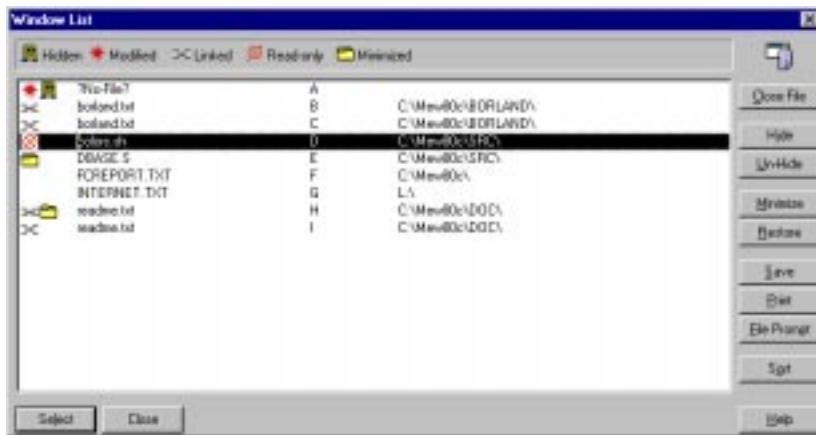 Window List
Hidden Modified Linked Read-only Minimized
?No-File? A
borland.txt B C:\Mew80c\BORLAND\
borland.txt C C:\Mew80c\BORLAND\
colors.sh D C:\Mew80c\SRC\
DBASE.S E C:\Mew80c\SRC\
FOREPORT.TXT F C:\Mew80c\
INTERNET.TXT G L:\
readme.txt H C:\Mew80c\DOC\
readme.txt I C:\Mew80c\DOC\
Close File
Hide
Un-Hide
Minimize
Restore
Save
Print
File Prompt
Sort
Select Close Help